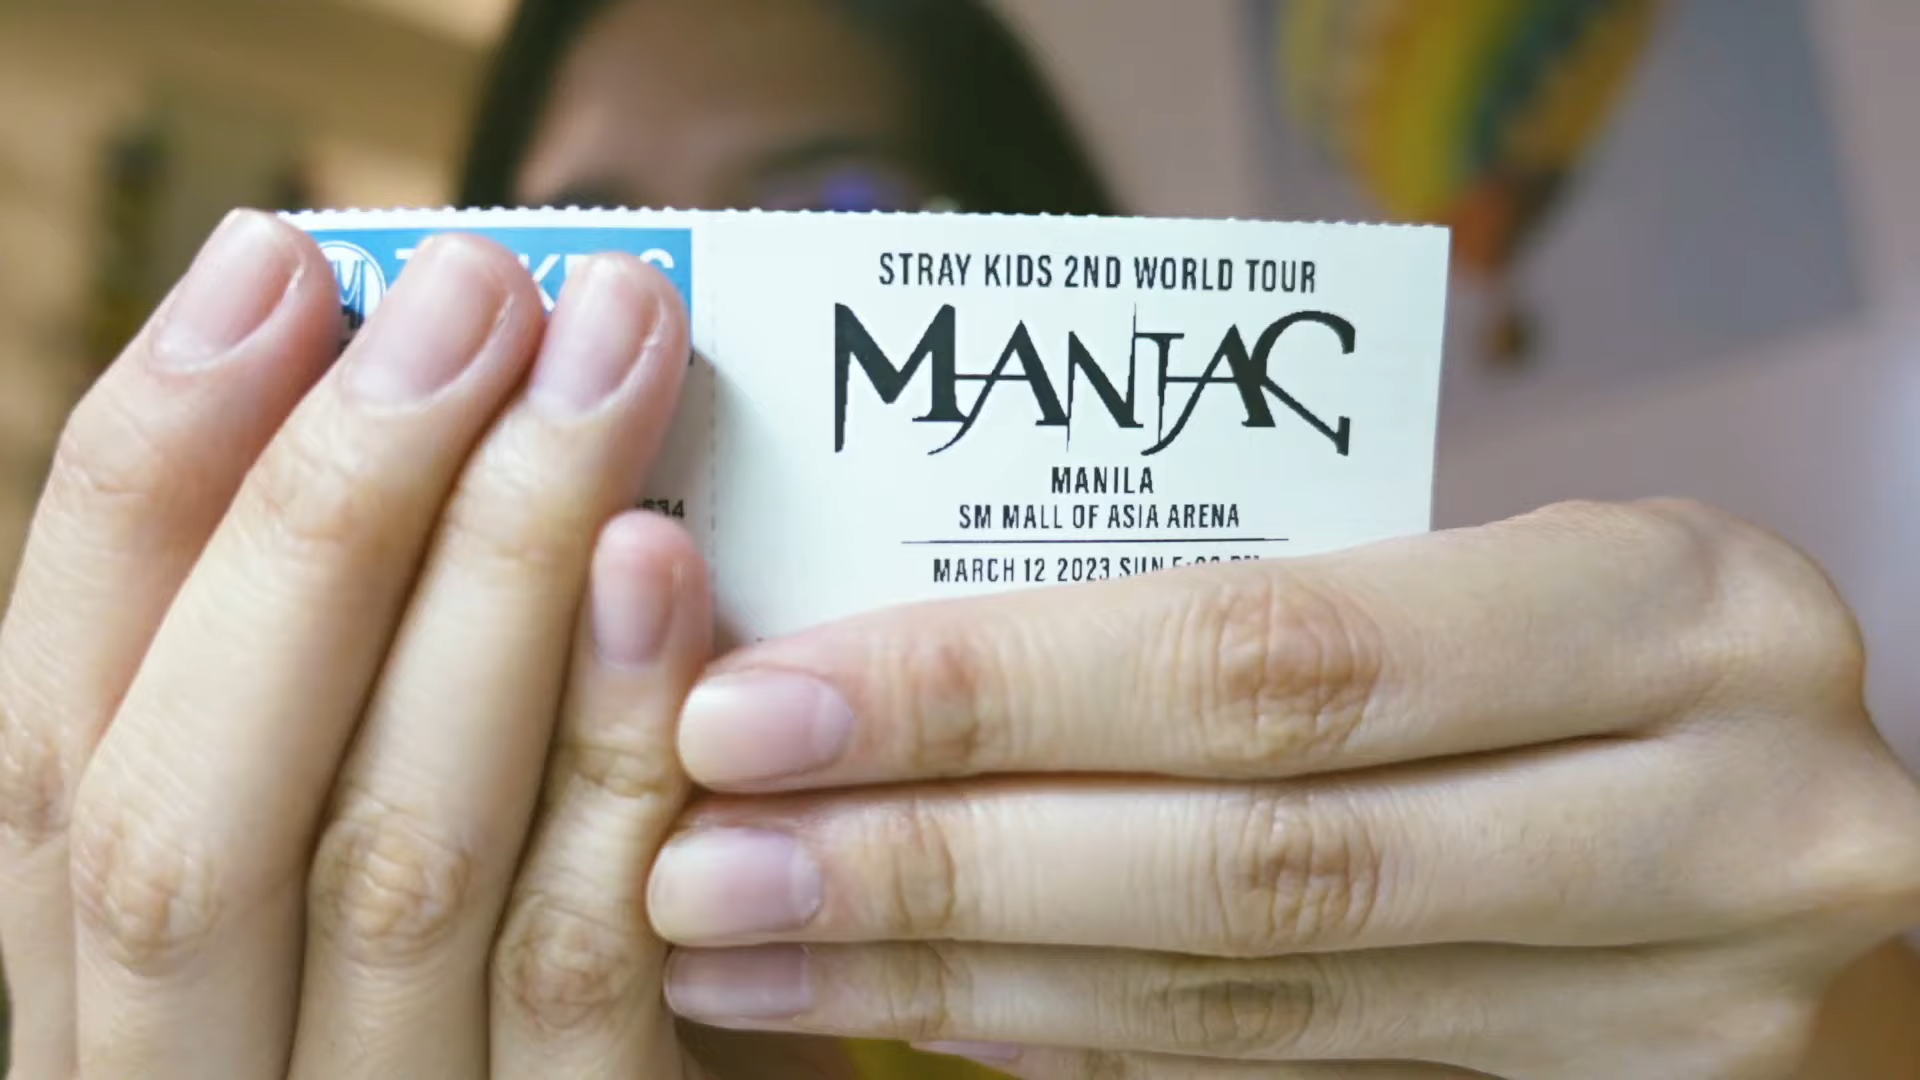 STRAY KIDS 2ND WORLD TOUR
MANIAC
MANILA
SM MALL OF ASIA ARENA
MARCH 12 2023 SUN